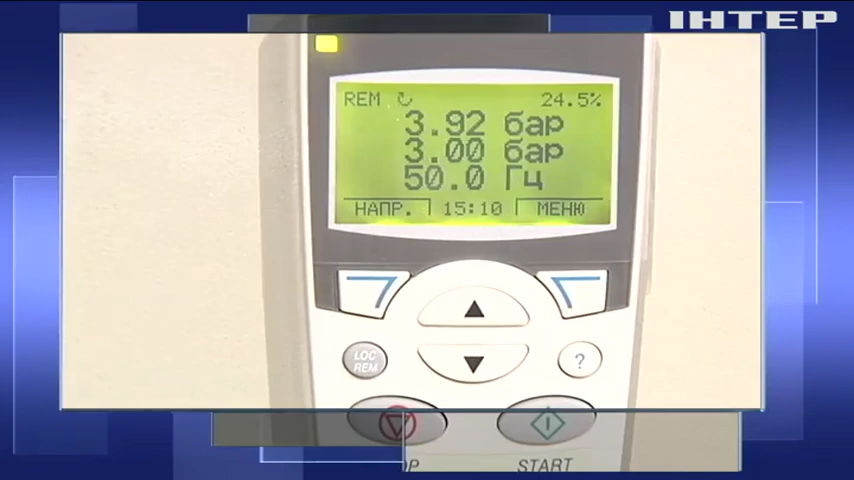 ІНТЕР
REM 24.5%
3.92 бар
3.00 бар
50.0 Гц
НАПР. 15:10 МЕНЮ
LOC
REM
?
START